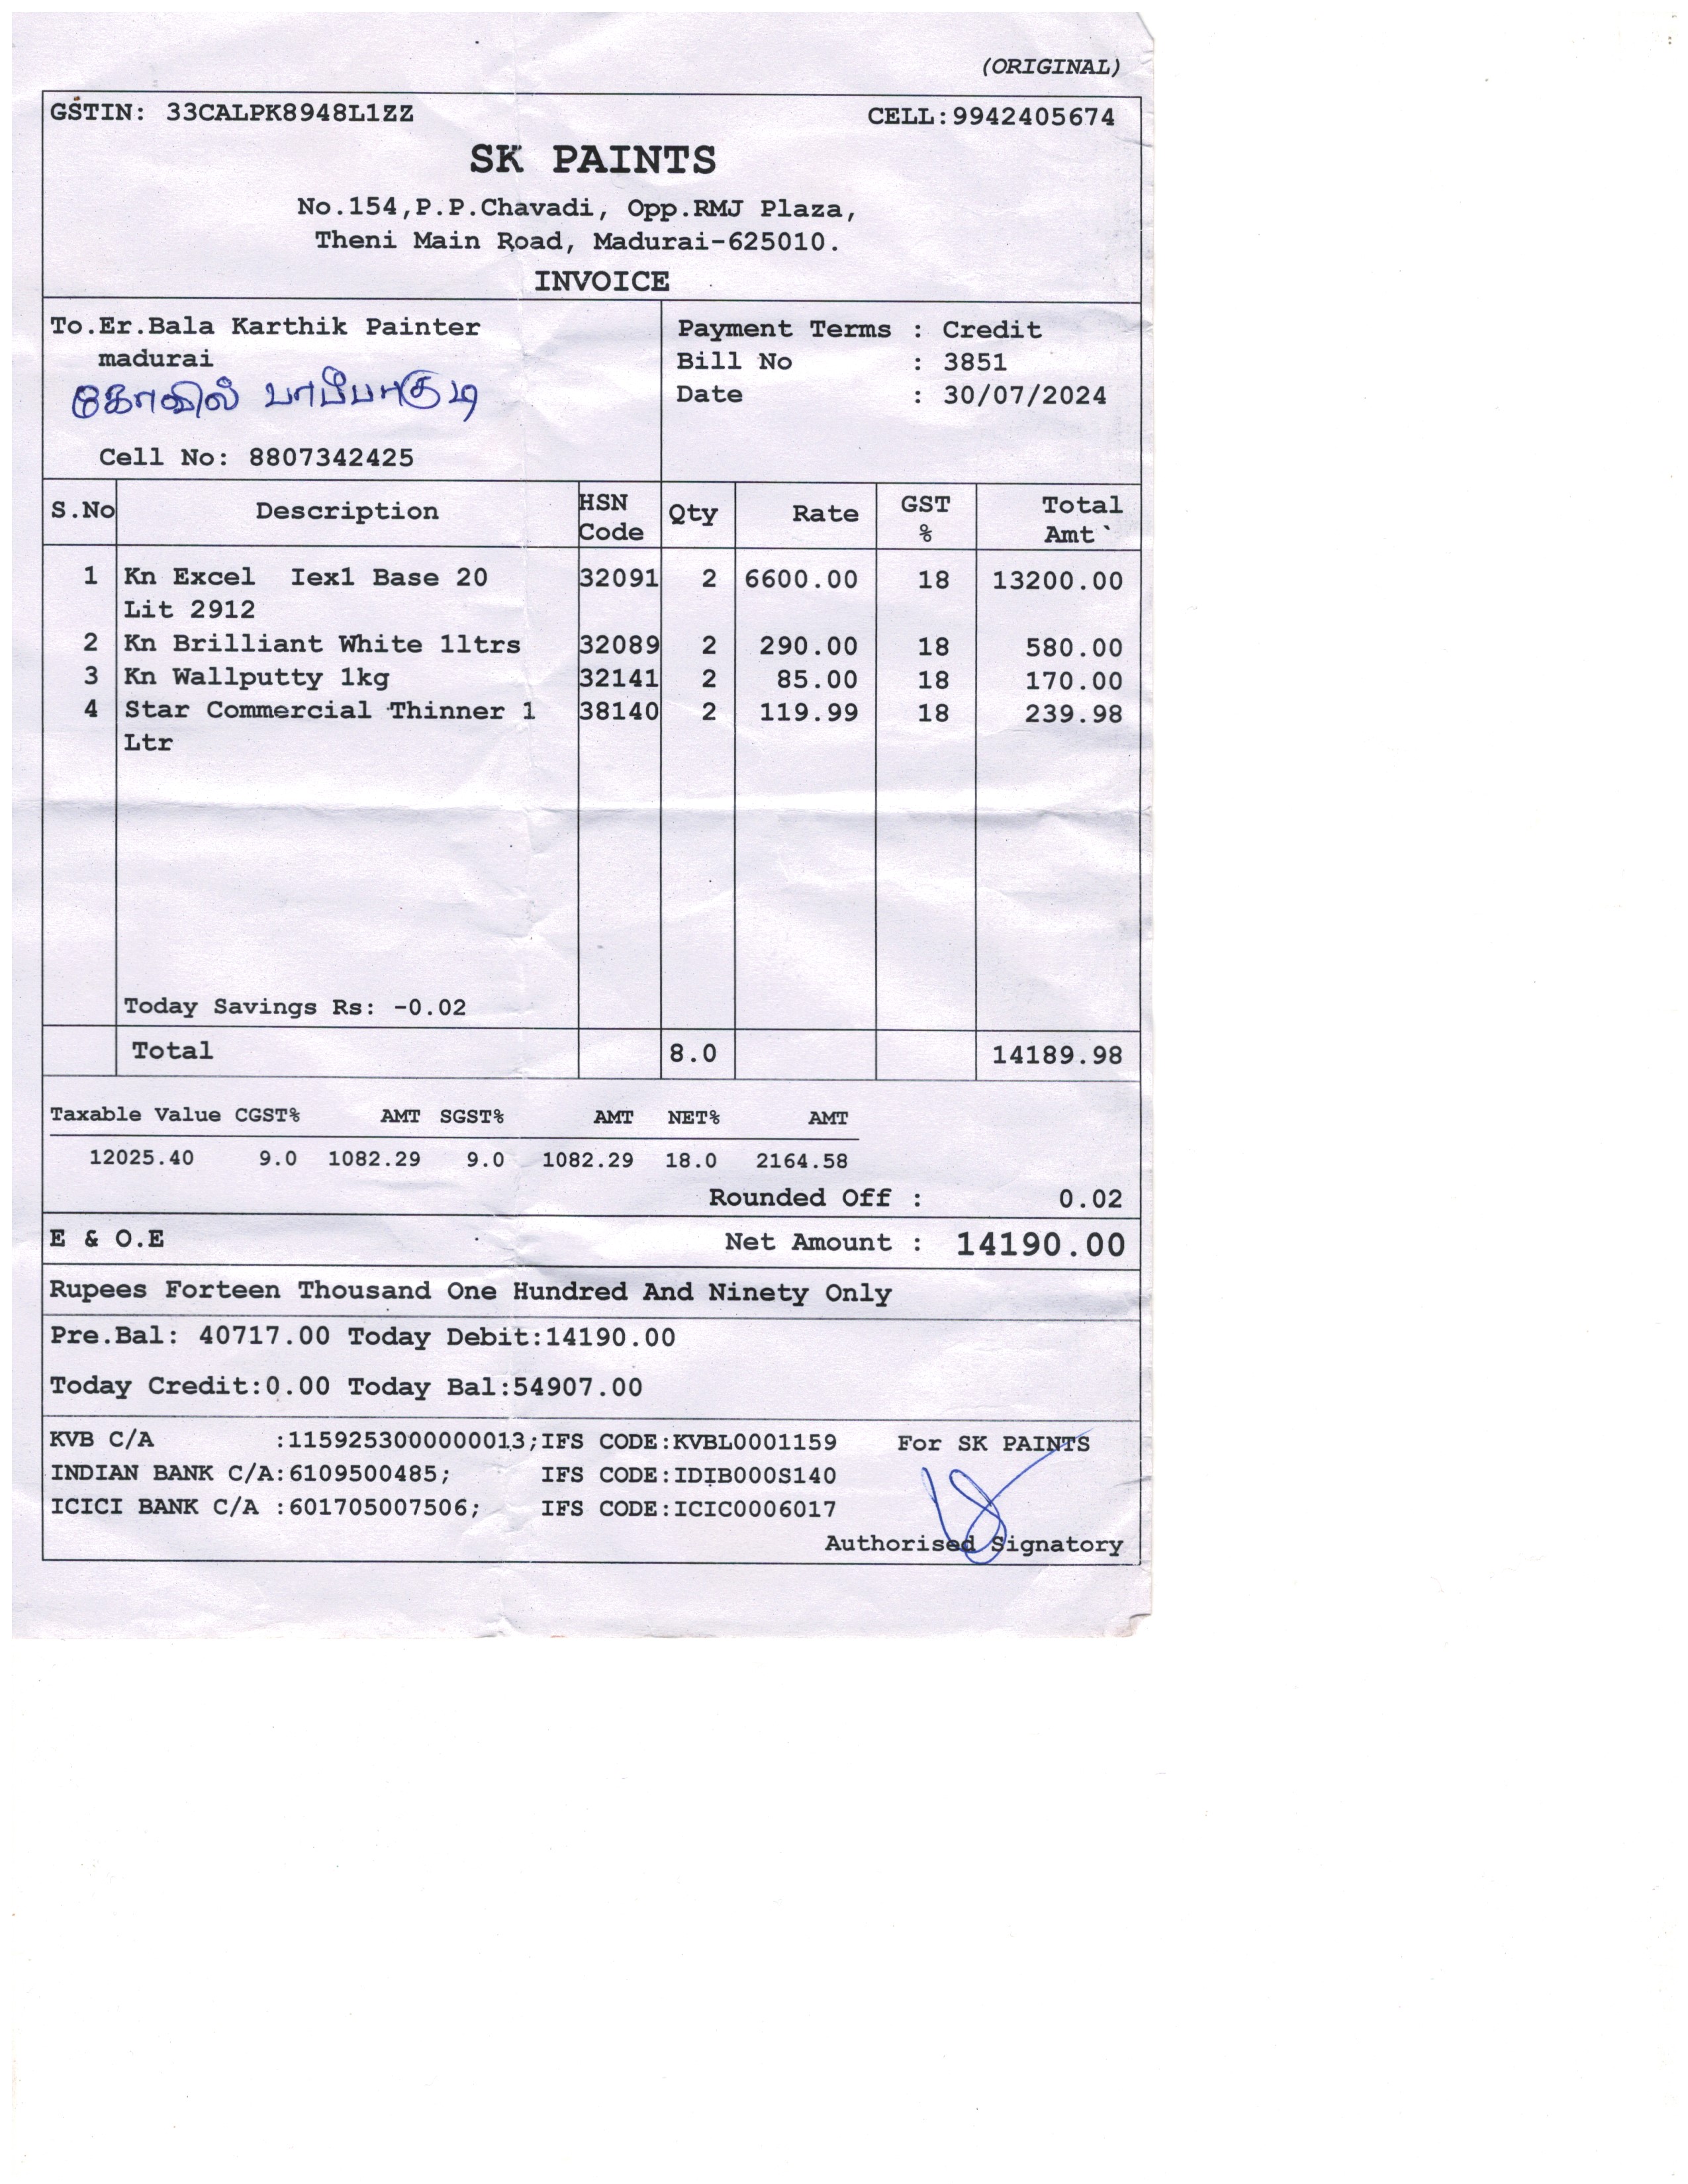 (ORIGINAL)
GSTIN: 33CALPK8948L1ZZ CELL:9942405674
SK PAINTS
No.154,P.P.Chavadi, Opp.RMJ Plaza,
Theni Main Road, Madurai-625010.
INVOICE
To.Er.Bala Karthik Painter
madurai
கோவில் பாப்பாகுடி
Cell No: 8807342425
Payment Terms : Credit
Bill No : 3851
Date : 30/07/2024
S.No Description HSN Code Qty Rate GST % Total Amt`
1 Kn Excel Iex1 Base 20 32091 2 6600.00 18 13200.00
Lit 2912
2 Kn Brilliant White 1ltrs 32089 2 290.00 18 580.00
3 Kn Wallputty 1kg 32141 2 85.00 18 170.00
4 Star Commercial Thinner 1 38140 2 119.99 18 239.98
Ltr
Today Savings Rs: -0.02
Total 8.0 14189.98
Taxable Value CGST% AMT SGST% AMT NET% AMT
12025.40 9.0 1082.29 9.0 1082.29 18.0 2164.58
Rounded Off : 0.02
E & O.E Net Amount : 14190.00
Rupees Forteen Thousand One Hundred And Ninety Only
Pre.Bal: 40717.00 Today Debit:14190.00
Today Credit:0.00 Today Bal:54907.00
KVB C/A :1159253000000013;IFS CODE:KVBL0001159 For SK PAINTS
INDIAN BANK C/A:6109500485; IFS CODE:IDIB000S140
ICICI BANK C/A :601705007506; IFS CODE:ICIC0006017
Authorised Signatory